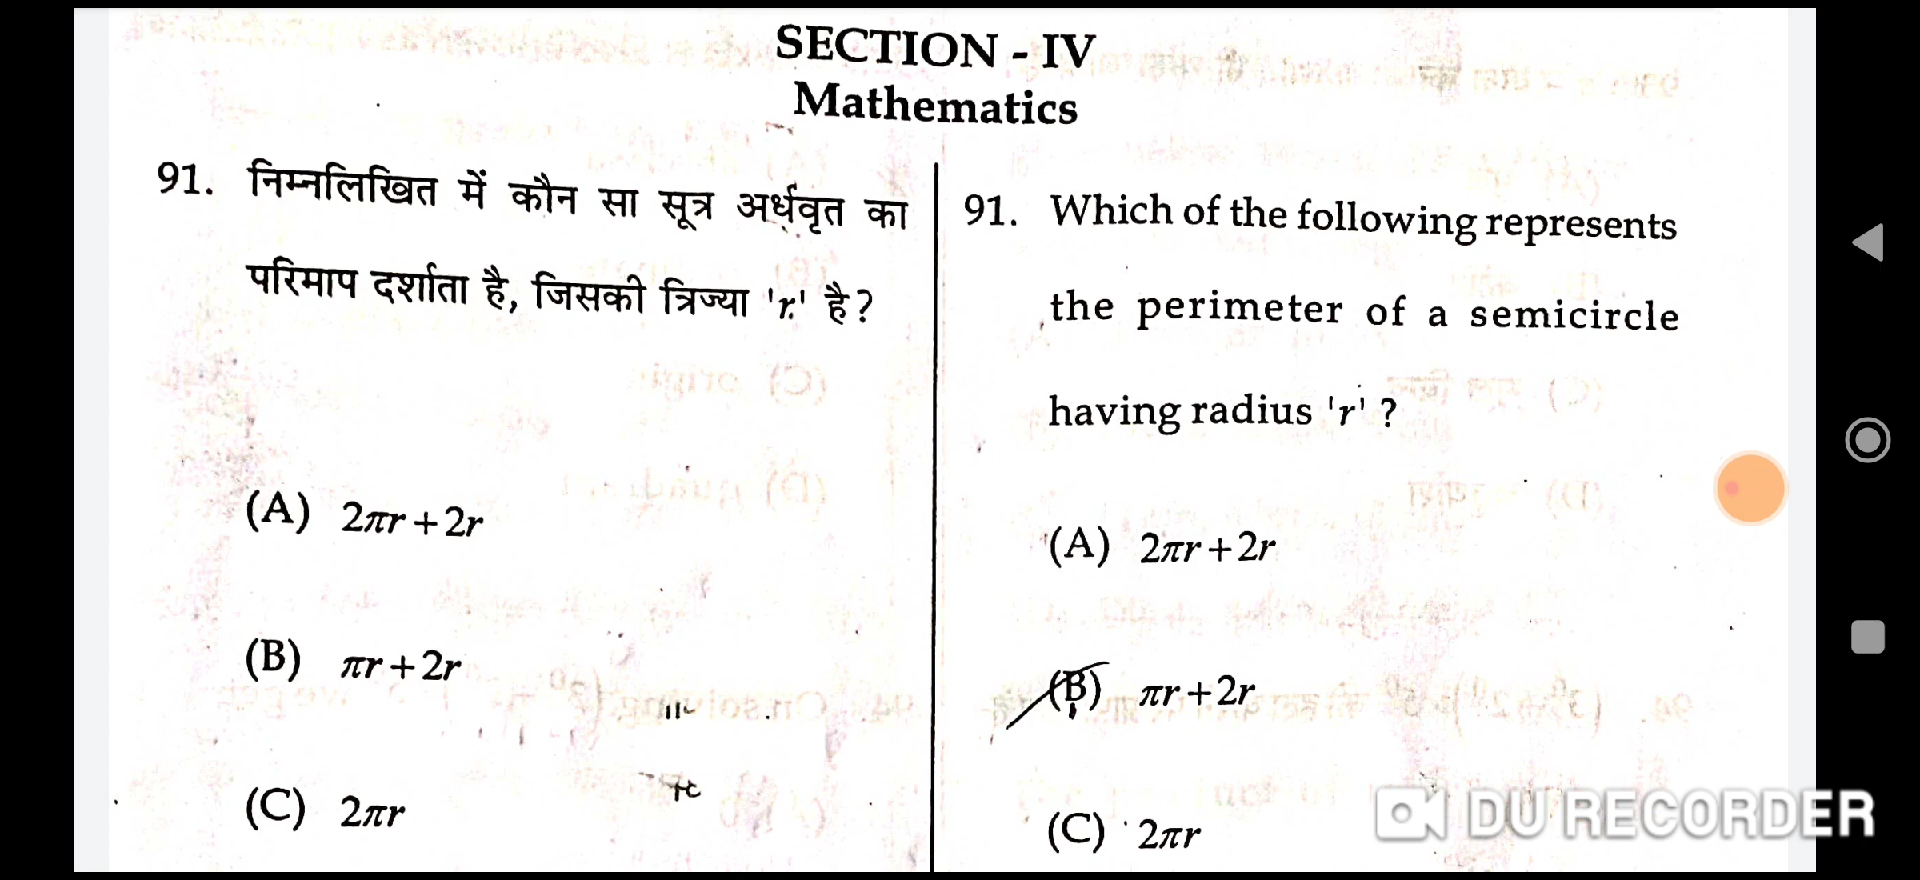 SECTION - IV
Mathematics
91. निम्नलिखित में कौन सा सूत्र अर्धवृत का
परिमाप दर्शाता है, जिसकी त्रिज्या 'r' है?
(A) 2πr + 2r
(B) πr + 2r
(C) 2πr
91. Which of the following represents
the perimeter of a semicircle
having radius 'r' ?
(A) 2πr + 2r
(B) πr + 2r
(C) 2πr
DU RECORDER